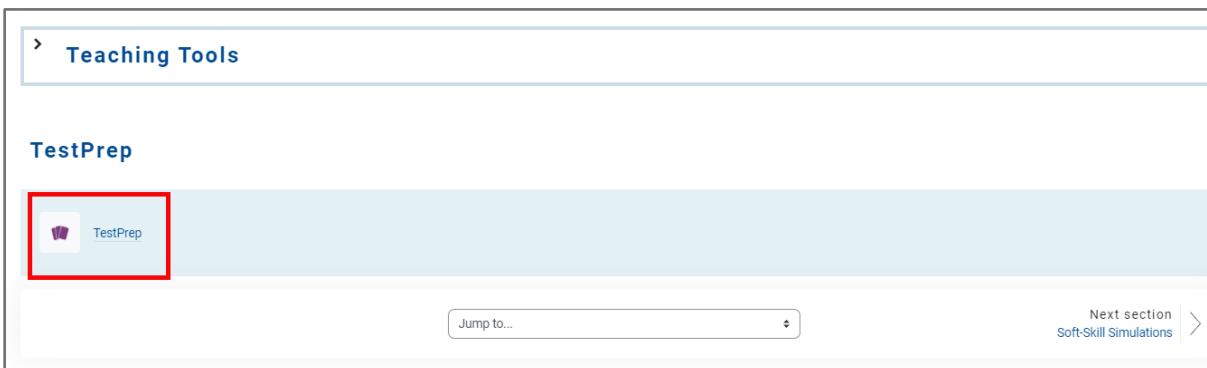 Teaching Tools
TestPrep
TestPrep
Jump to...
Next section
Soft-Skill Simulations